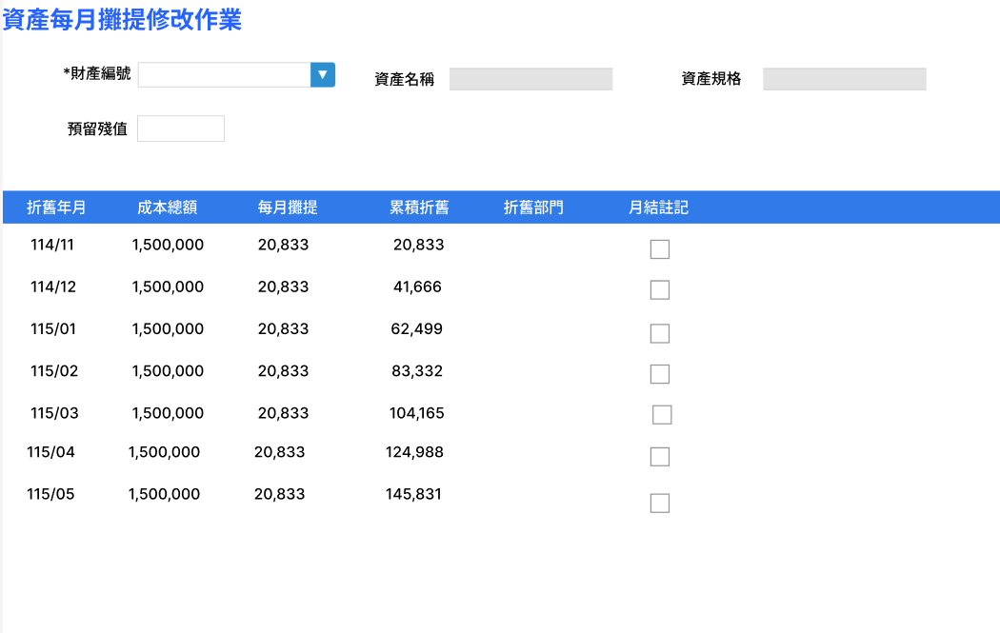 資產每月攤提修改作業
*財產編號 ▼ 資產名稱 資產規格
預留殘值
折舊年月 成本總額 每月攤提 累積折舊 折舊部門 月結註記
114/11 1,500,000 20,833 20,833
114/12 1,500,000 20,833 41,666
115/01 1,500,000 20,833 62,499
115/02 1,500,000 20,833 83,332
115/03 1,500,000 20,833 104,165
115/04 1,500,000 20,833 124,988
115/05 1,500,000 20,833 145,831